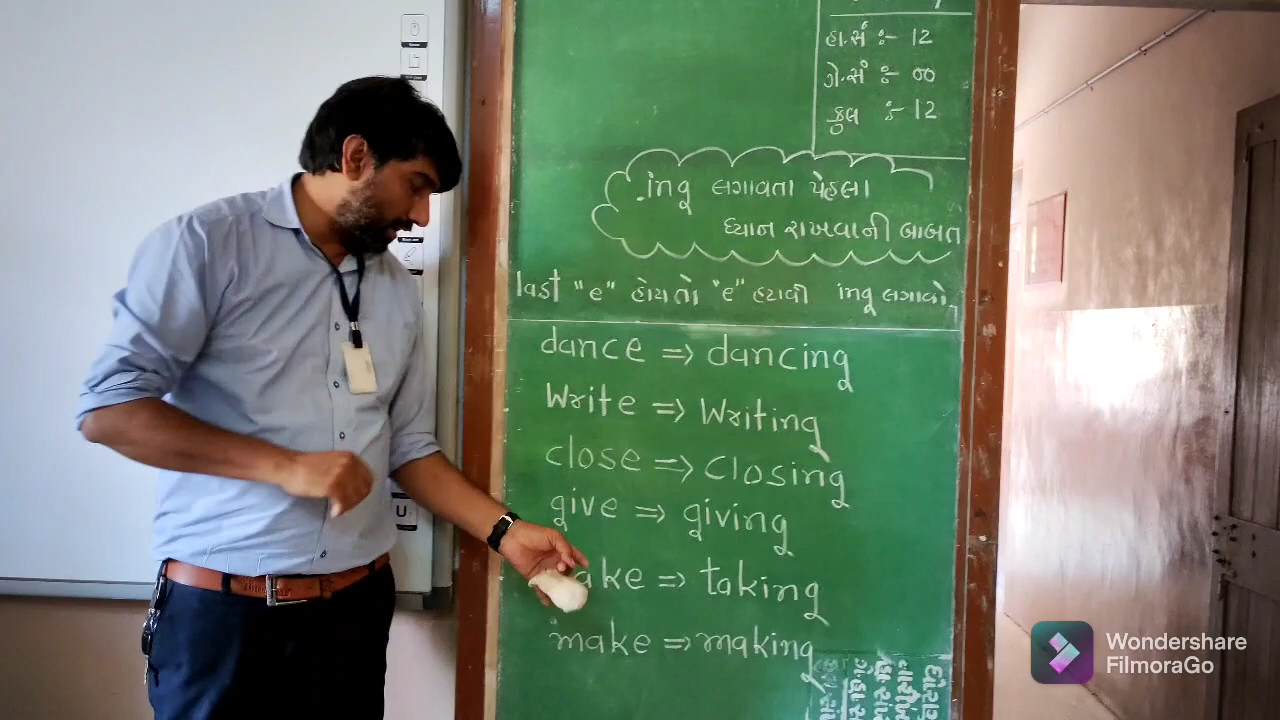 હા.સં :- 12
ગે.સં :- 00
કુલ :- 12
.ing લગાવતા પેહલા
ધ્યાન રાખવાની બાબત
last "e" હોય તો "e" હટાવી ing લગાવો.
dance => dancing
Write => Writing
close => Closing
give => giving
ake => taking
make => making
U
Wondershare
FilmoraGo